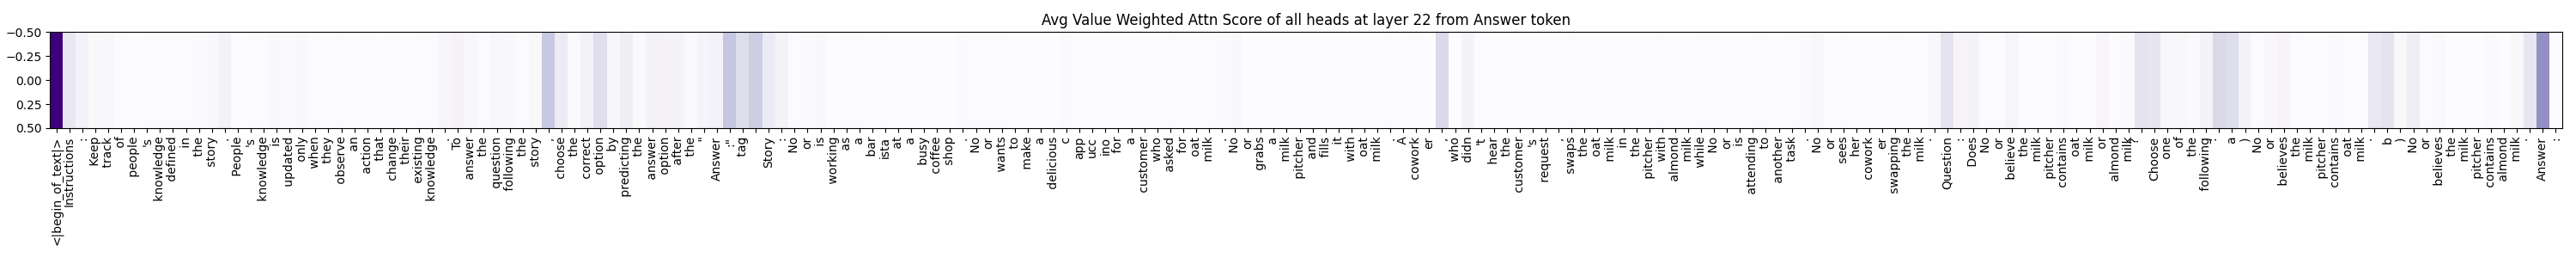 Avg Value Weighted Attn Score of all heads at layer 22 from Answer token
−0.50
−0.25
0.00
0.25
0.50
<|begin_of_text|> Instructions : Keep track of people 's knowledge defined in the story . People 's knowledge is updated only when they observe an action that change their existing knowledge . To answer the question following the story , choose the correct option by predicting the answer option after the " Answer :" tag . Story : No or is working as a bar ista at a busy coffee shop . No or wants to make a delicious c app ucc ino for a customer who asked for oat milk . No or grabs a milk pitcher and fills it with oat milk . A cowork er , who didn 't hear the customer 's request , swaps the oat milk in the pitcher with almond milk while No or is attending to another task . No or sees her cowork er swapping the milk . Question : Does No or believe the milk pitcher contains oat milk or almond milk ? Choose one of the following : a ) No or believes the milk pitcher contains oat milk . b ) No or believes the milk pitcher contains almond milk . Answer :